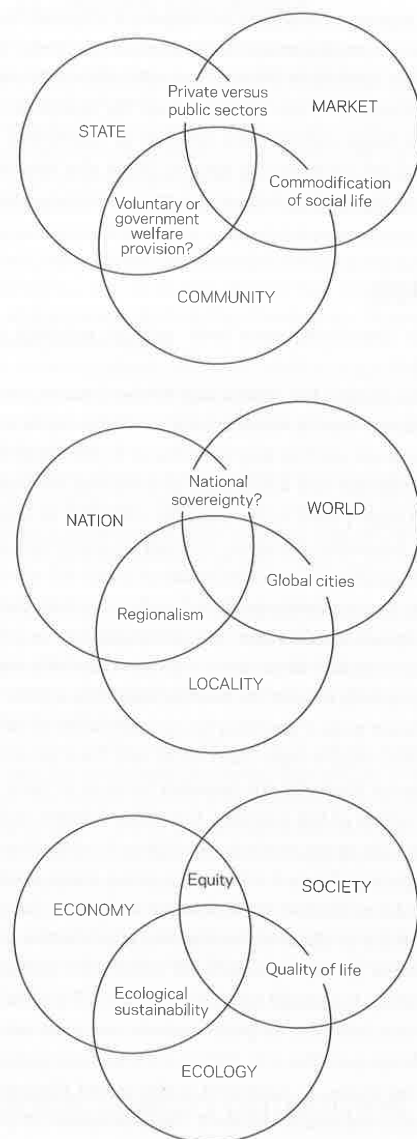 Private versus
public sectors
MARKET
STATE
Commodification
of social life
Voluntary or
government
welfare
provision?
COMMUNITY
National
sovereignty?
NATION
WORLD
Global cities
Regionalism
LOCALITY
Equity
SOCIETY
ECONOMY
Quality of life
Ecological
sustainability
ECOLOGY